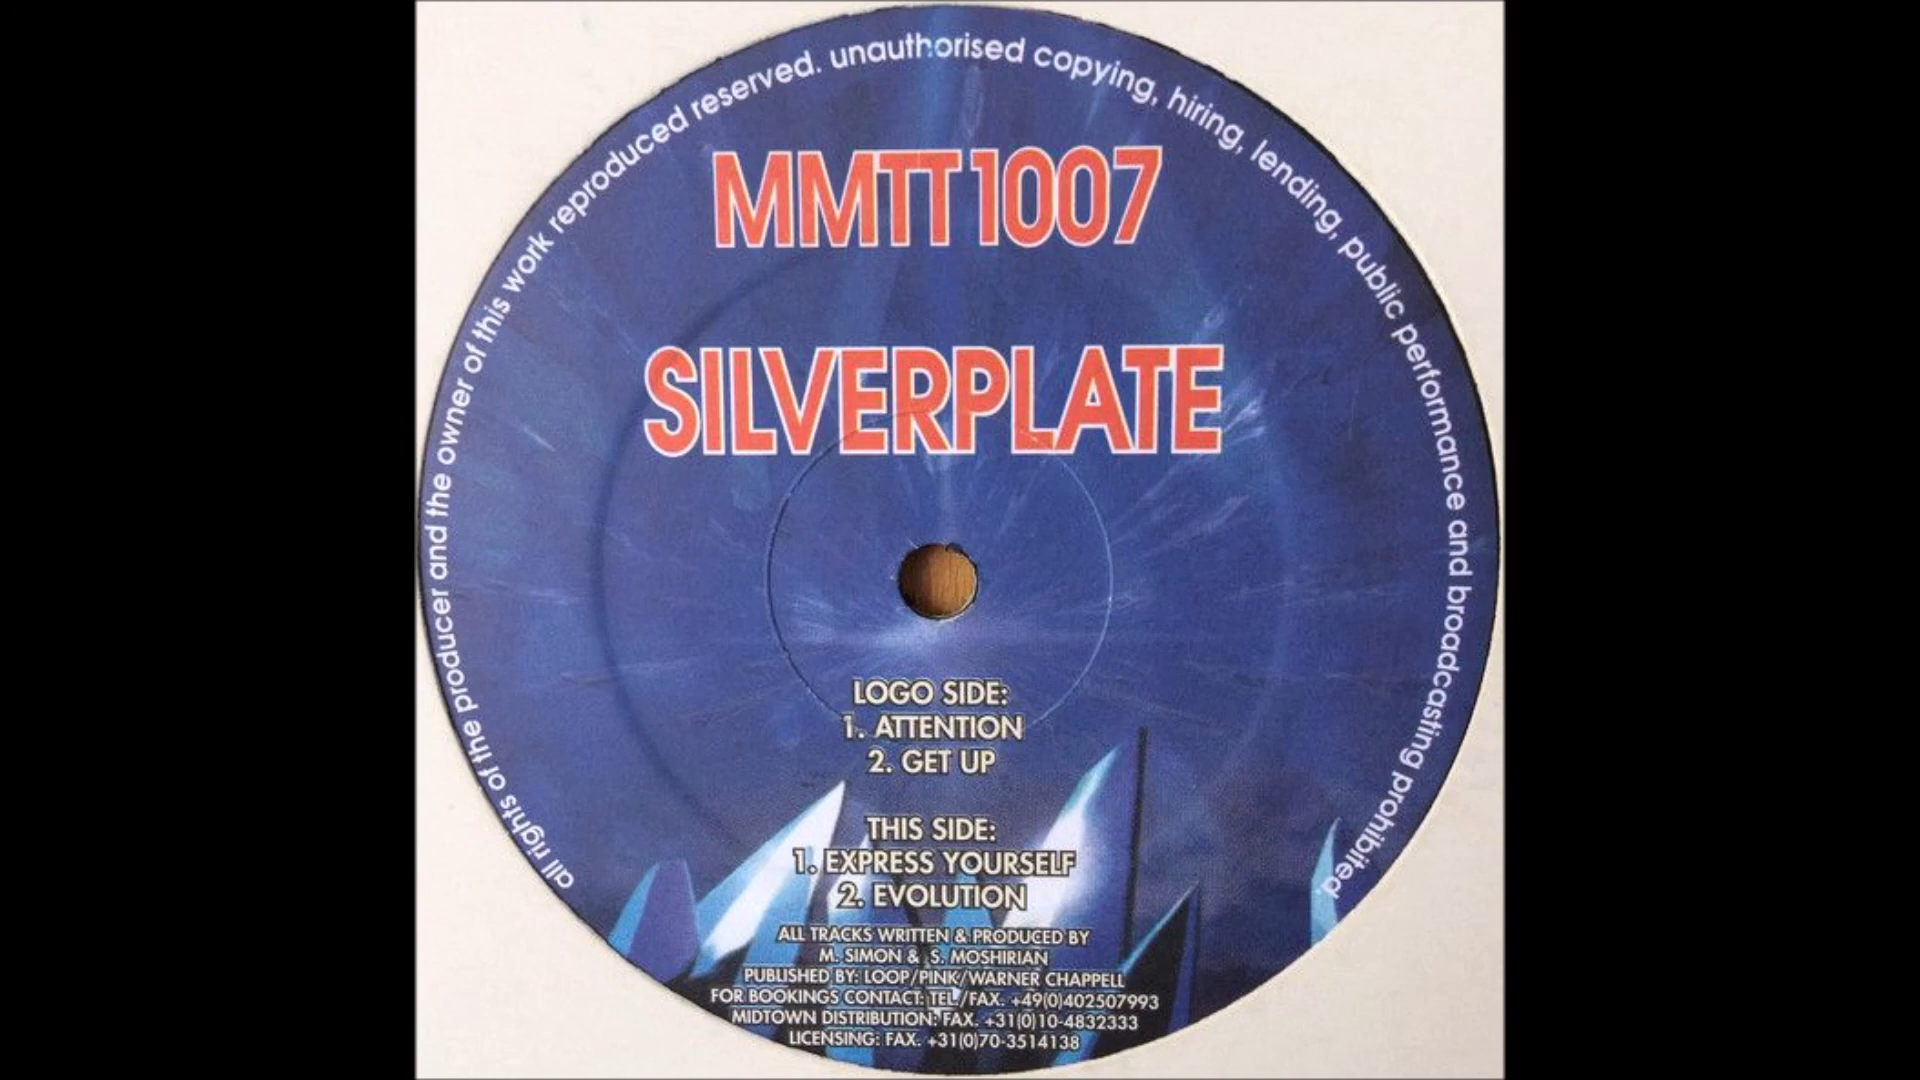 all rights of the producer and the owner of this work reproduced reserved. unauthorised copying, hiring, lending, public performance and broadcasting prohibited.
MMTT1007
SILVERPLATE
LOGO SIDE:
1. ATTENTION
2. GET UP
THIS SIDE:
1. EXPRESS YOURSELF
2. EVOLUTION
ALL TRACKS WRITTEN & PRODUCED BY
M. SIMON & S. MOSHIRIAN
PUBLISHED BY: LOOP/PINK/WARNER CHAPPELL
FOR BOOKINGS CONTACT: TEL./FAX. +49(0)402507993
MIDTOWN DISTRIBUTION: FAX. +31(0)10-4832333
LICENSING: FAX. +31(0)70-3514138